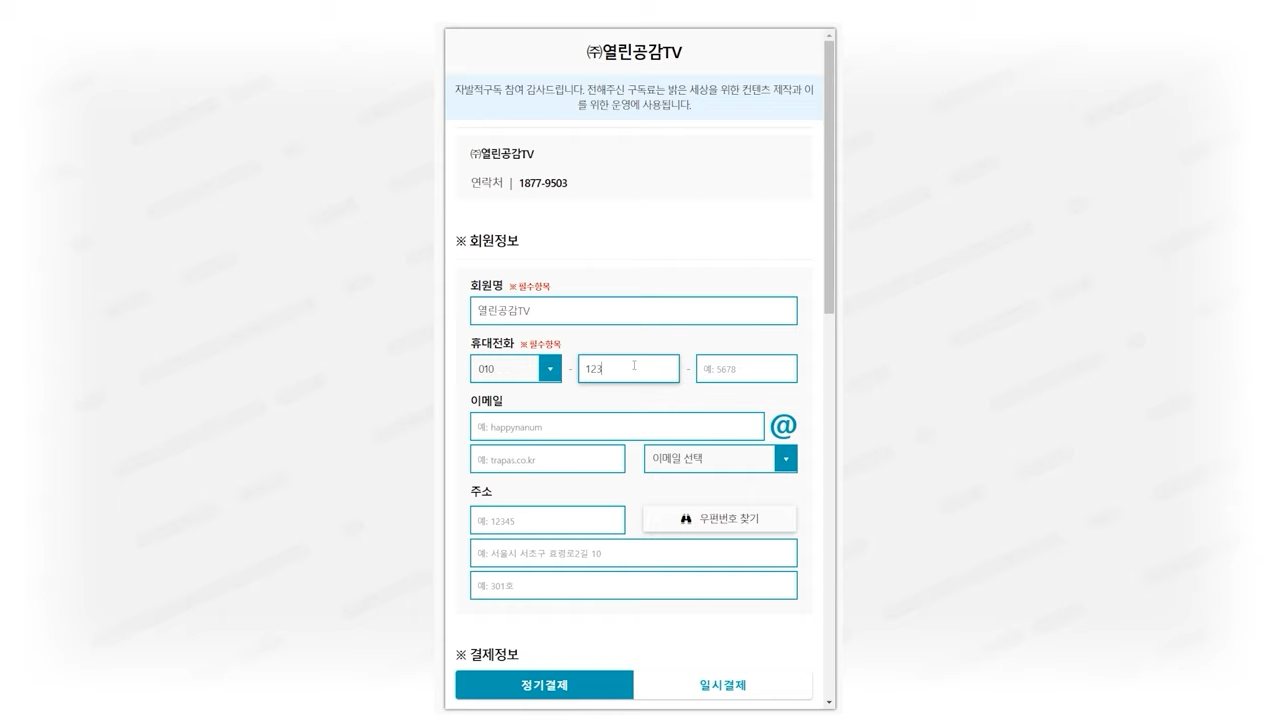 ㈜열린공감TV
자발적구독 참여 감사드립니다. 전해주신 구독료는 밝은 세상을 위한 컨텐츠 제작과 이
를 위한 운영에 사용됩니다.
㈜열린공감TV
연락처 | 1877-9503
※ 회원정보
회원명 ※ 필수항목
열린공감TV
휴대전화 ※ 필수항목
010 - 123 - 예: 5678
이메일
예: happynanum @
예: trapas.co.kr 이메일 선택
주소
예: 12345 우편번호 찾기
예: 서울시 서초구 효령로2길 10
예: 301호
※ 결제정보
정기결제 일시결제